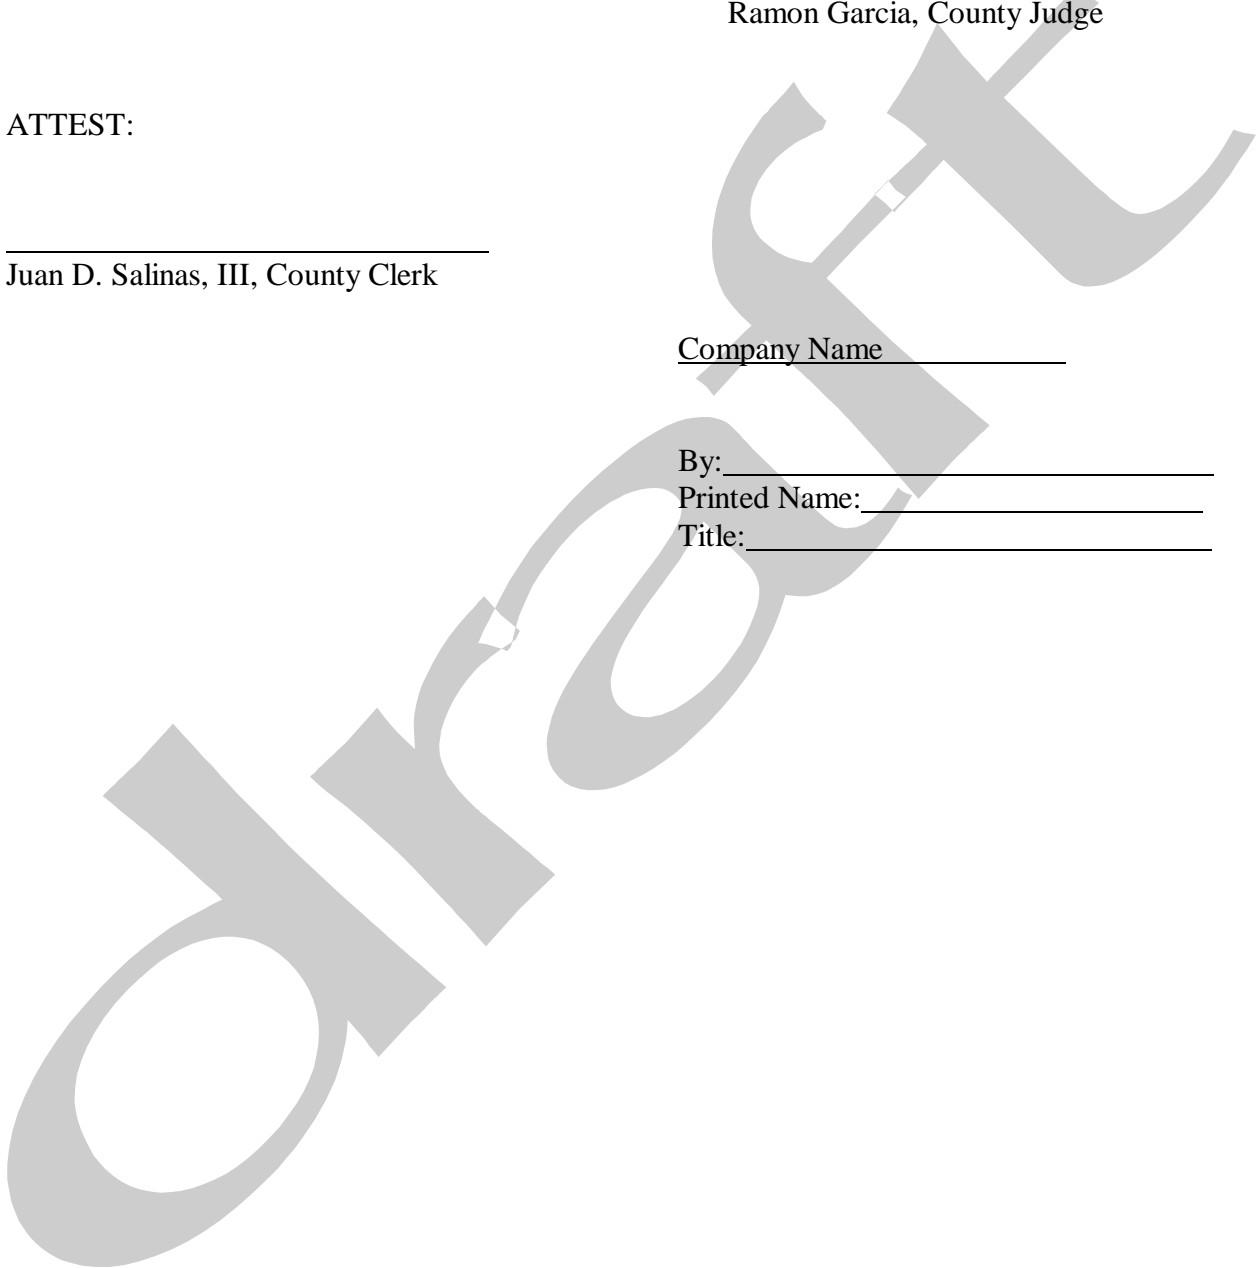 Ramon Garcia, County Judge
ATTEST:
Juan D. Salinas, III, County Clerk
Company Name
By:
Printed Name:
Title:
draft